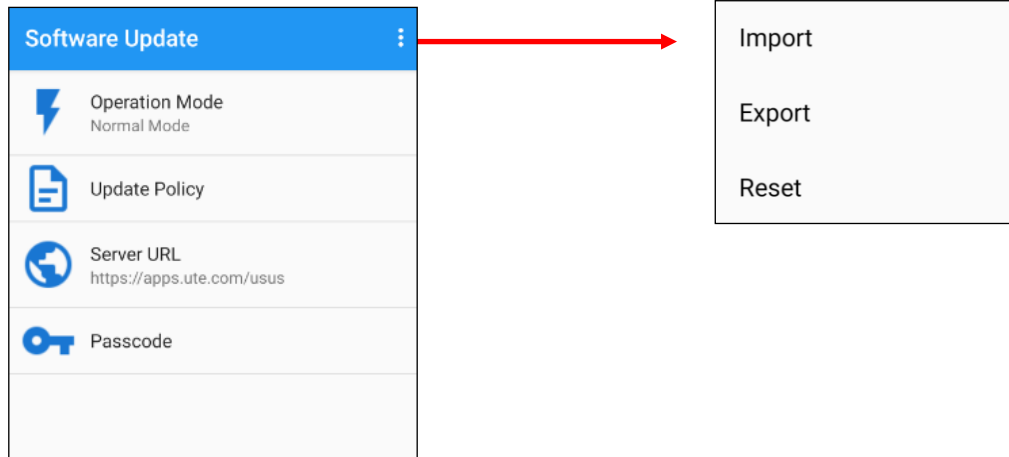 Software Update
Operation Mode
Normal Mode
Update Policy
Server URL
https://apps.ute.com/usus
Passcode
Import
Export
Reset